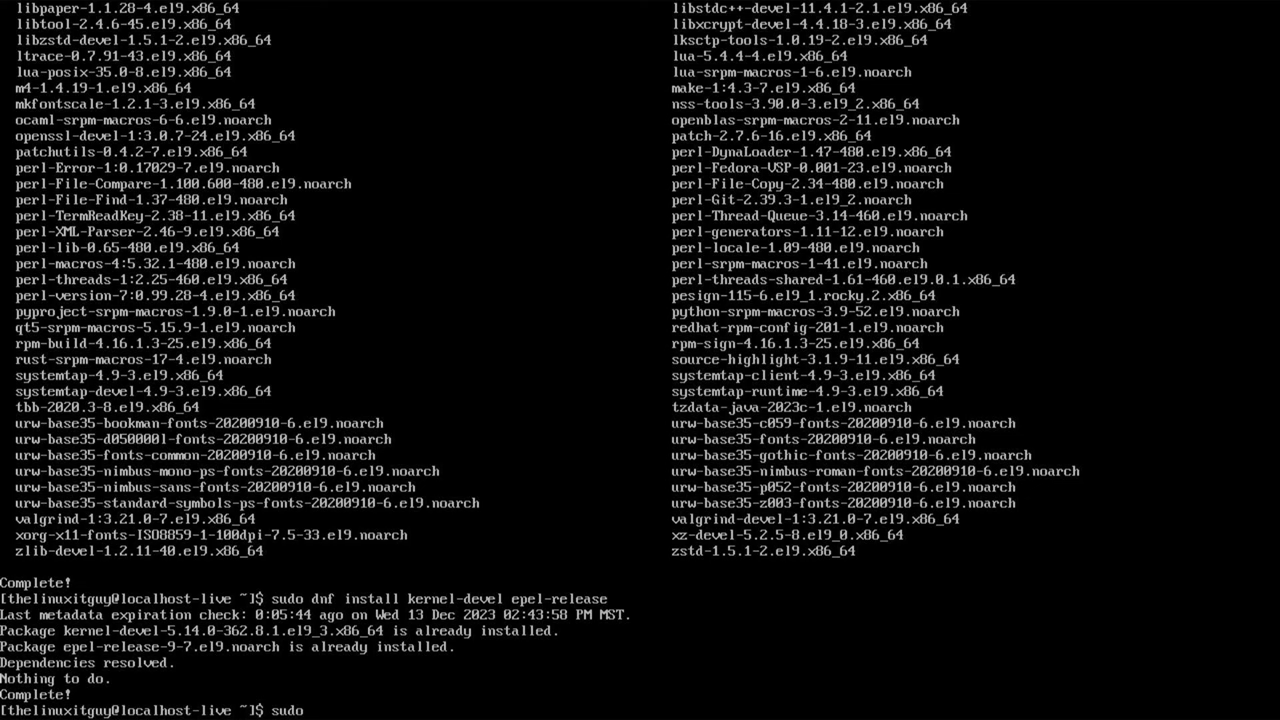 libpaper-1.1.28-4.el9.x86_64 libstdc++-devel-11.4.1-2.1.el9.x86_64
libtool-2.4.6-45.el9.x86_64 libxcrypt-devel-4.4.18-3.el9.x86_64
libzstd-devel-1.5.1-2.el9.x86_64 lksctp-tools-1.0.19-2.el9.x86_64
ltrace-0.7.91-43.el9.x86_64 lua-5.4.4-4.el9.x86_64
lua-posix-35.0-8.el9.x86_64 lua-srpm-macros-1-6.el9.noarch
m4-1.4.19-1.el9.x86_64 make-1:4.3-7.el9.x86_64
mkfontscale-1.2.1-3.el9.x86_64 nss-tools-3.90.0-3.el9_2.x86_64
ocaml-srpm-macros-6-6.el9.noarch openblas-srpm-macros-2-11.el9.noarch
openssl-devel-1:3.0.7-24.el9.x86_64 patch-2.7.6-16.el9.x86_64
patchutils-0.4.2-7.el9.x86_64 perl-DynaLoader-1.47-480.el9.x86_64
perl-Error-1:0.17029-7.el9.noarch perl-Fedora-VSP-0.001-23.el9.noarch
perl-File-Compare-1.100.600-480.el9.noarch perl-File-Copy-2.34-480.el9.noarch
perl-File-Find-1.37-480.el9.noarch perl-Git-2.39.3-1.el9_2.noarch
perl-TermReadKey-2.38-11.el9.x86_64 perl-Thread-Queue-3.14-460.el9.noarch
perl-XML-Parser-2.46-9.el9.x86_64 perl-generators-1.11-12.el9.noarch
perl-lib-0.65-480.el9.x86_64 perl-locale-1.09-480.el9.noarch
perl-macros-4:5.32.1-480.el9.noarch perl-srpm-macros-1-41.el9.noarch
perl-threads-1:2.25-460.el9.x86_64 perl-threads-shared-1.61-460.el9.0.1.x86_64
perl-version-7:0.99.28-4.el9.x86_64 pesign-115-6.el9_1.rocky.2.x86_64
pyproject-srpm-macros-1.9.0-1.el9.noarch python-srpm-macros-3.9-52.el9.noarch
qt5-srpm-macros-5.15.9-1.el9.noarch redhat-rpm-config-201-1.el9.noarch
rpm-build-4.16.1.3-25.el9.x86_64 rpm-sign-4.16.1.3-25.el9.x86_64
rust-srpm-macros-17-4.el9.noarch source-highlight-3.1.9-11.el9.x86_64
systemtap-4.9-3.el9.x86_64 systemtap-client-4.9-3.el9.x86_64
systemtap-devel-4.9-3.el9.x86_64 systemtap-runtime-4.9-3.el9.x86_64
tbb-2020.3-8.el9.x86_64 tzdata-java-2023c-1.el9.noarch
urw-base35-bookman-fonts-20200910-6.el9.noarch urw-base35-c059-fonts-20200910-6.el9.noarch
urw-base35-d050000l-fonts-20200910-6.el9.noarch urw-base35-fonts-20200910-6.el9.noarch
urw-base35-fonts-common-20200910-6.el9.noarch urw-base35-gothic-fonts-20200910-6.el9.noarch
urw-base35-nimbus-mono-ps-fonts-20200910-6.el9.noarch urw-base35-nimbus-roman-fonts-20200910-6.el9.noarch
urw-base35-nimbus-sans-fonts-20200910-6.el9.noarch urw-base35-p052-fonts-20200910-6.el9.noarch
urw-base35-standard-symbols-ps-fonts-20200910-6.el9.noarch urw-base35-z003-fonts-20200910-6.el9.noarch
valgrind-1:3.21.0-7.el9.x86_64 valgrind-devel-1:3.21.0-7.el9.x86_64
xorg-x11-fonts-ISO8859-1-100dpi-7.5-33.el9.noarch xz-devel-5.2.5-8.el9_0.x86_64
zlib-devel-1.2.11-40.el9.x86_64 zstd-1.5.1-2.el9.x86_64
Complete!
[thelinuxitguy@localhost-live ~]$ sudo dnf install kernel-devel epel-release
Last metadata expiration check: 0:05:44 ago on Wed 13 Dec 2023 02:43:58 PM MST.
Package kernel-devel-5.14.0-362.8.1.el9_3.x86_64 is already installed.
Package epel-release-9-7.el9.noarch is already installed.
Dependencies resolved.
Nothing to do.
Complete!
[thelinuxitguy@localhost-live ~]$ sudo